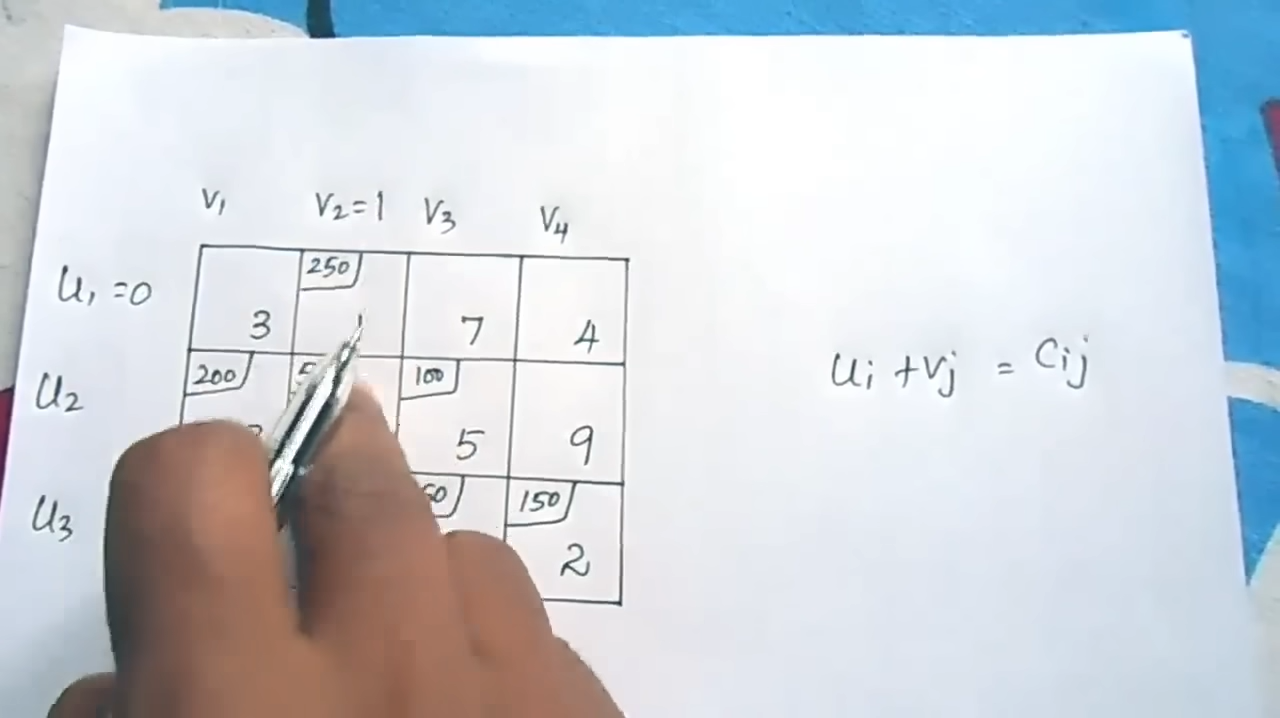 V₁ V₂=1 V₃ V₄
U₁=0 250
3 1 7 4
U₂ 200 100
5 9
U₃ 150
2
Ui + Vj = Cij